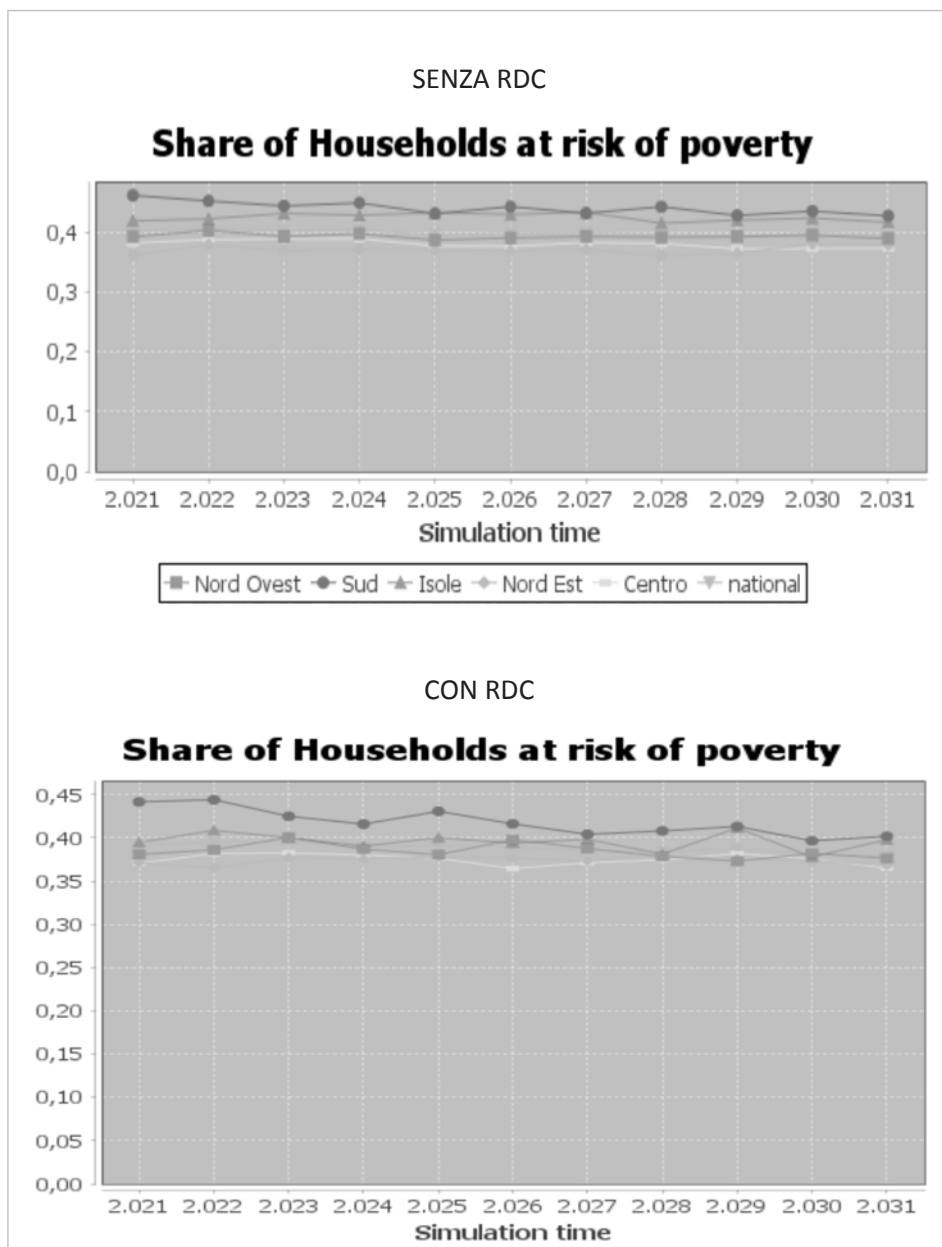 SENZA RDC
Share of Households at risk of poverty
0,4
0,3
0,2
0,1
0,0
2.021 2.022 2.023 2.024 2.025 2.026 2.027 2.028 2.029 2.030 2.031
Simulation time
Nord Ovest Sud Isole Nord Est Centro national
CON RDC
Share of Households at risk of poverty
0,45
0,40
0,35
0,30
0,25
0,20
0,15
0,10
0,05
0,00
2.021 2.022 2.023 2.024 2.025 2.026 2.027 2.028 2.029 2.030 2.031
Simulation time